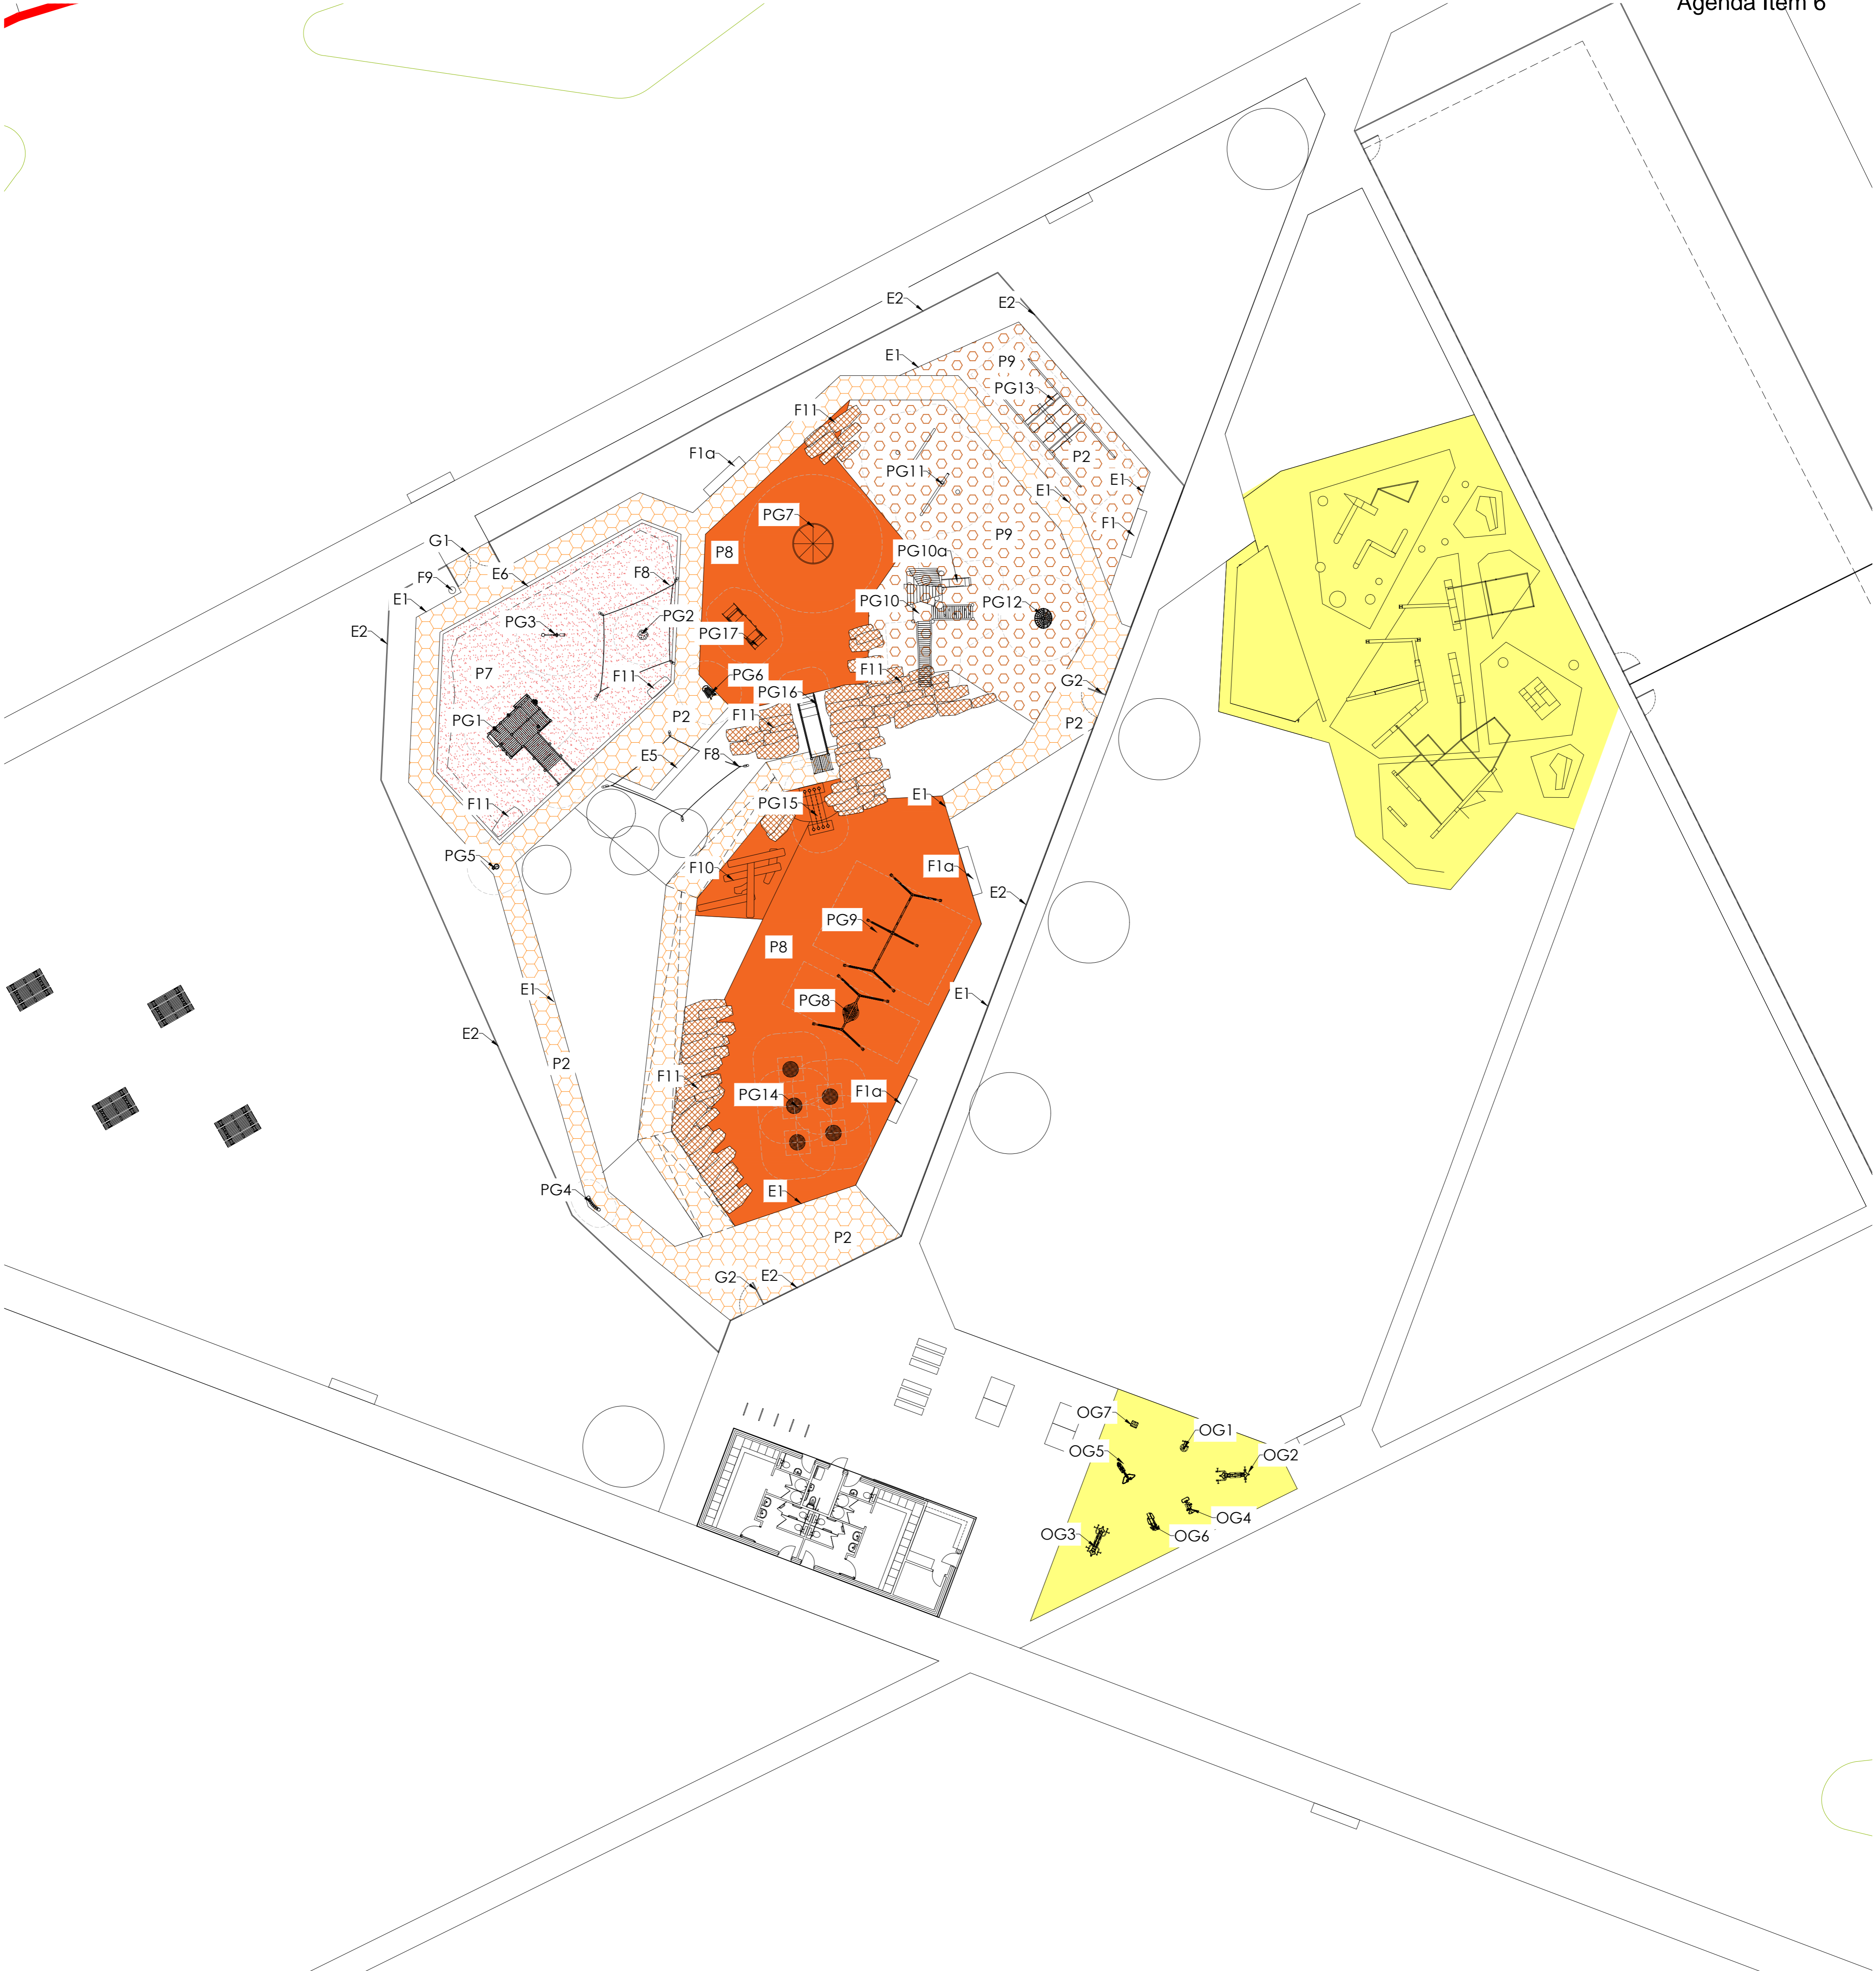 Agenda Item 6
E2
E2
E1
P9
PG13
F11
F1a
P2
PG11
E1
E1
PG7
F1
G1
P8
P9
PG10a
E6
F8
F9
E1
PG10
PG12
PG2
PG3
E2
PG17
P7
F11
PG6
F11
G2
PG16
PG1
P2
F11
P2
E5
F8
PG15
E1
F11
PG5
F10
F1a
E2
PG9
P8
E1
E1
PG8
E2
P2
F11
PG14
F1a
PG4
E1
P2
G2
E2
OG7
OG1
OG5
OG2
OG4
OG3
OG6